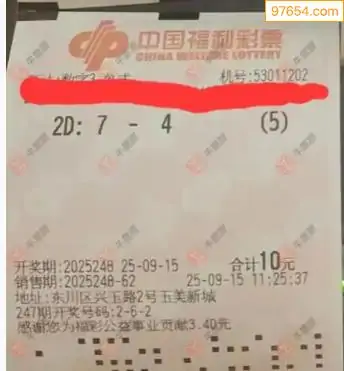 97654.com
中国福利彩票
CHINA WELFARE LOTTERY
机号:53011202
2D: 7 - 4 (5)
开奖期:2025248 25-09-15 合计10元
销售期:2025248-62 25-09-15 11:25:37
地址:东川区兴玉路2号玉美新城
247期开奖号码:2-6-2
感谢您为福彩公益事业贡献3.40元